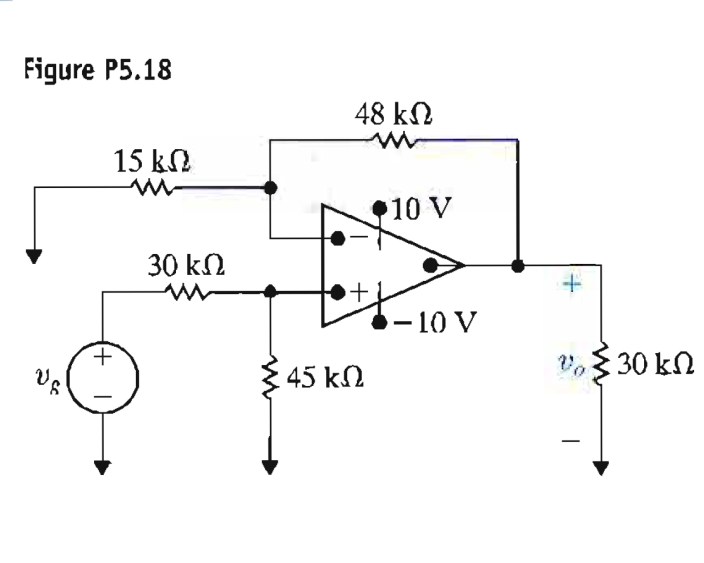 Figure P5.18
48 kΩ
15 kΩ
10 V
−
30 kΩ
+
−10 V
+
+
v_g
−
45 kΩ
v_o
30 kΩ
−